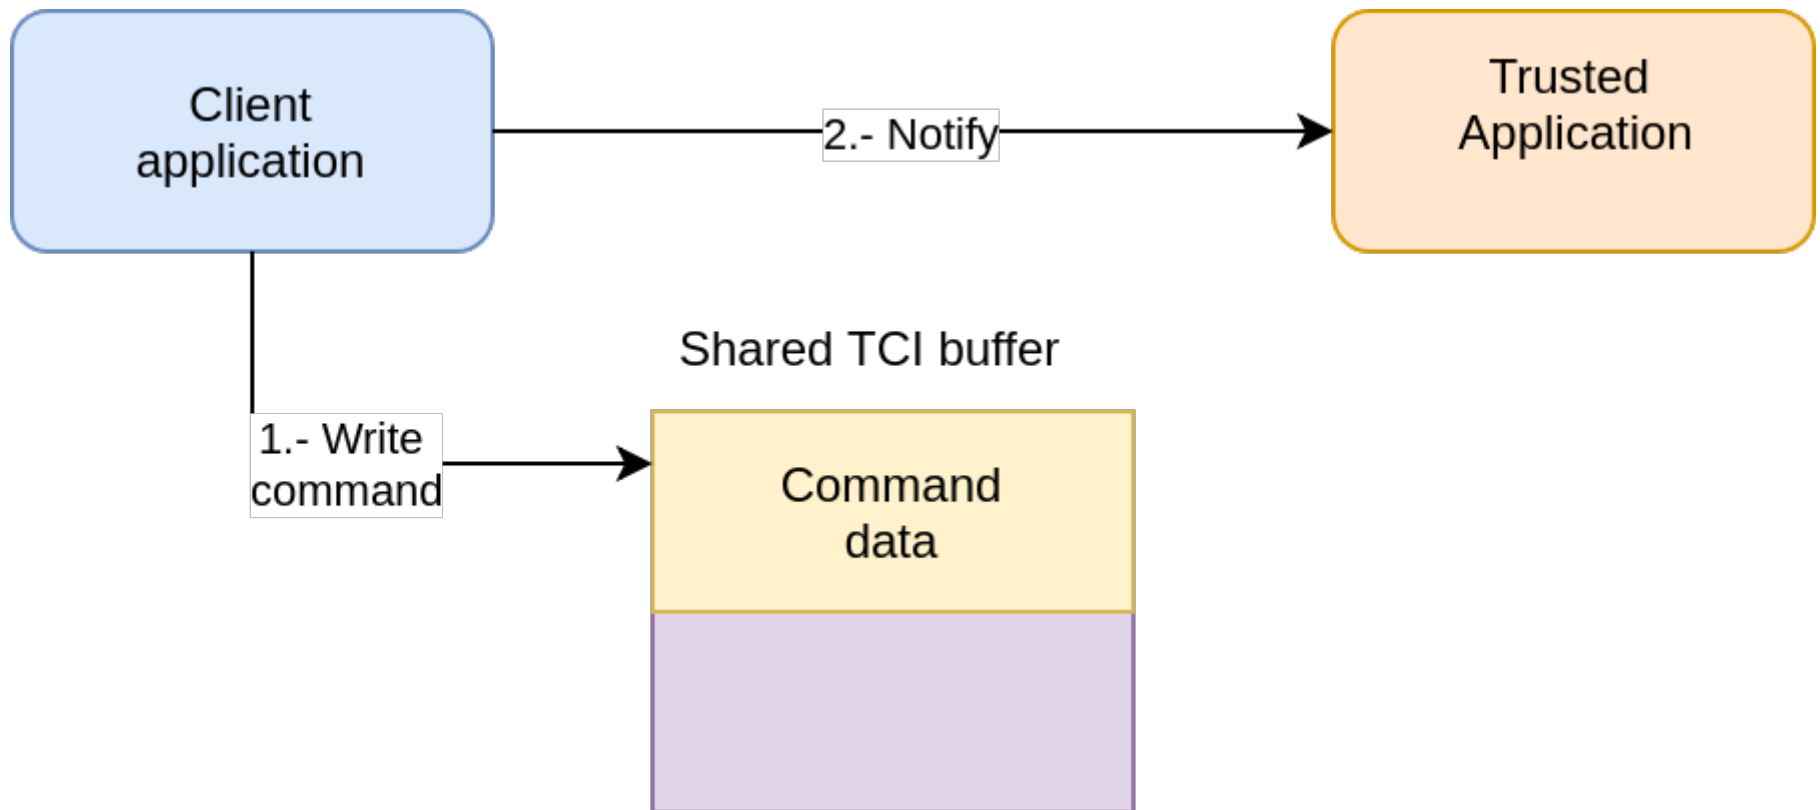 Client
application
2.- Notify
Trusted
Application
Shared TCI buffer
1.- Write
command
Command
data